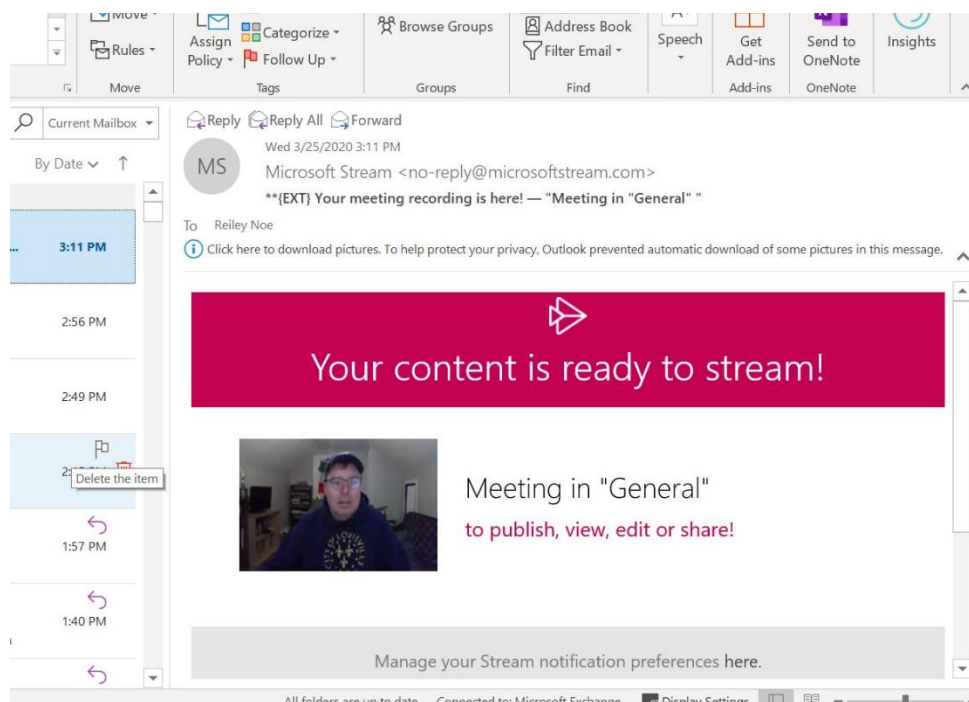 Move
Rules
Move
Assign
Policy
Categorize
Follow Up
Tags
Browse Groups
Groups
Address Book
Filter Email
Find
Speech
Get
Add-ins
Add-ins
Send to
OneNote
OneNote
Insights
Current Mailbox
By Date
3:11 PM
2:56 PM
2:49 PM
Delete the item
1:57 PM
1:40 PM
Reply Reply All Forward
Wed 3/25/2020 3:11 PM
MS
Microsoft Stream <no-reply@microsoftstream.com>
**{EXT} Your meeting recording is here! — "Meeting in "General" "
To Reiley Noe
Click here to download pictures. To help protect your privacy, Outlook prevented automatic download of some pictures in this message.
Your content is ready to stream!
Meeting in "General"
to publish, view, edit or share!
Manage your Stream notification preferences here.
All folders are up to date. Connected to: Microsoft Exchange Display Settings